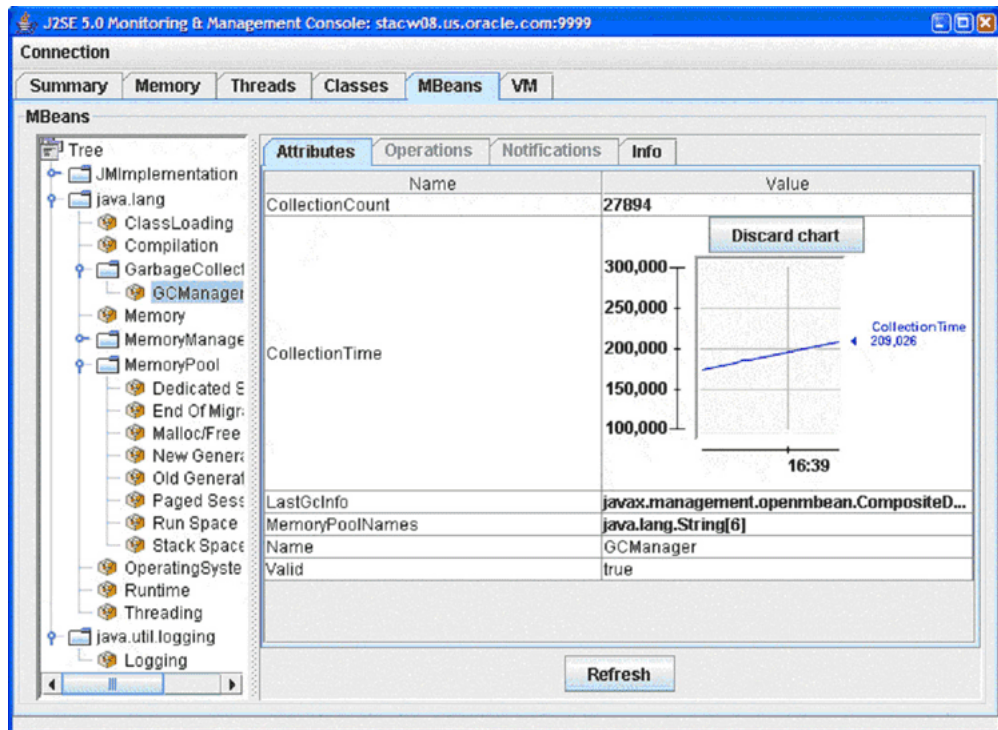 J2SE 5.0 Monitoring & Management Console: stacw08.us.oracle.com:9999
Connection
Summary Memory Threads Classes MBeans VM
MBeans
Tree
JMImplementation
java.lang
ClassLoading
Compilation
GarbageCollect
GCManager
Memory
MemoryManage
MemoryPool
Dedicated S
End Of Migr
Malloc/Free
New Genera
Old Generat
Paged Sess
Run Space
Stack Space
OperatingSyste
Runtime
Threading
java.util.logging
Logging
Attributes Operations Notifications Info
Name Value
CollectionCount 27894
Discard chart
CollectionTime
300,000
250,000
200,000
150,000
100,000
CollectionTime
209,026
16:39
LastGcInfo javax.management.openmbean.CompositeD...
MemoryPoolNames java.lang.String[6]
Name GCManager
Valid true
Refresh